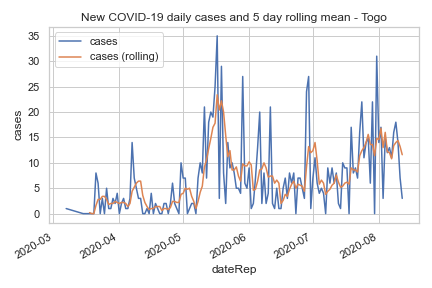 New COVID-19 daily cases and 5 day rolling mean - Togo
cases
cases (rolling)
35
30
25
20
15
10
5
0
cases
2020-03
2020-04
2020-05
2020-06
2020-07
2020-08
dateRep